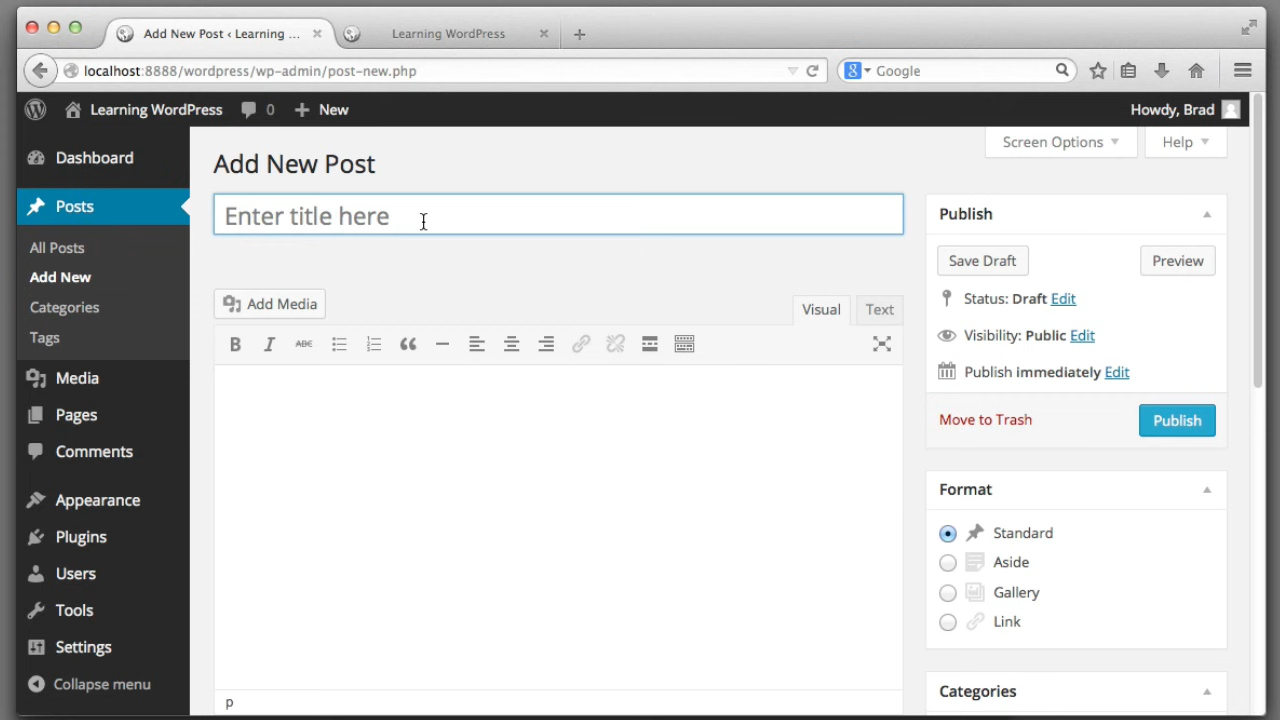 Add New Post ‹ Learning ...
Learning WordPress
localhost:8888/wordpress/wp-admin/post-new.php
Google
Learning WordPress
0
New
Howdy, Brad
Screen Options
Help
Dashboard
Posts
All Posts
Add New
Categories
Tags
Media
Pages
Comments
Appearance
Plugins
Users
Tools
Settings
Collapse menu
Add New Post
Enter title here
Add Media
Visual
Text
B
I
ABC
p
Publish
Save Draft
Preview
Status: Draft Edit
Visibility: Public Edit
Publish immediately Edit
Move to Trash
Publish
Format
Standard
Aside
Gallery
Link
Categories